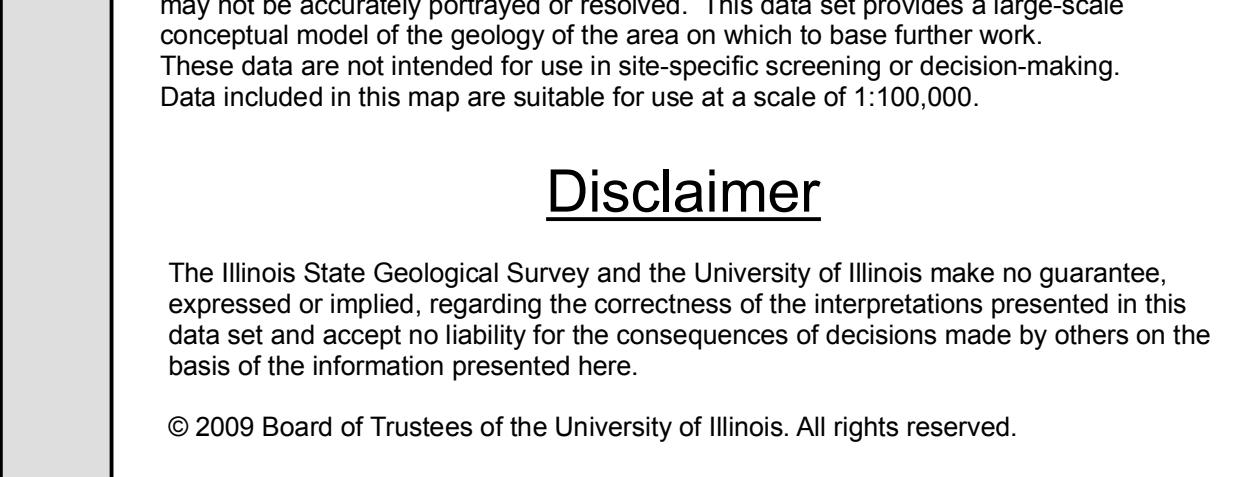 may not be accurately portrayed or resolved.  This data set provides a large-scale
conceptual model of the geology of the area on which to base further work.
These data are not intended for use in site-specific screening or decision-making.
Data included in this map are suitable for use at a scale of 1:100,000.
Disclaimer
The Illinois State Geological Survey and the University of Illinois make no guarantee,
expressed or implied, regarding the correctness of the interpretations presented in this
data set and accept no liability for the consequences of decisions made by others on the
basis of the information presented here.
© 2009 Board of Trustees of the University of Illinois. All rights reserved.